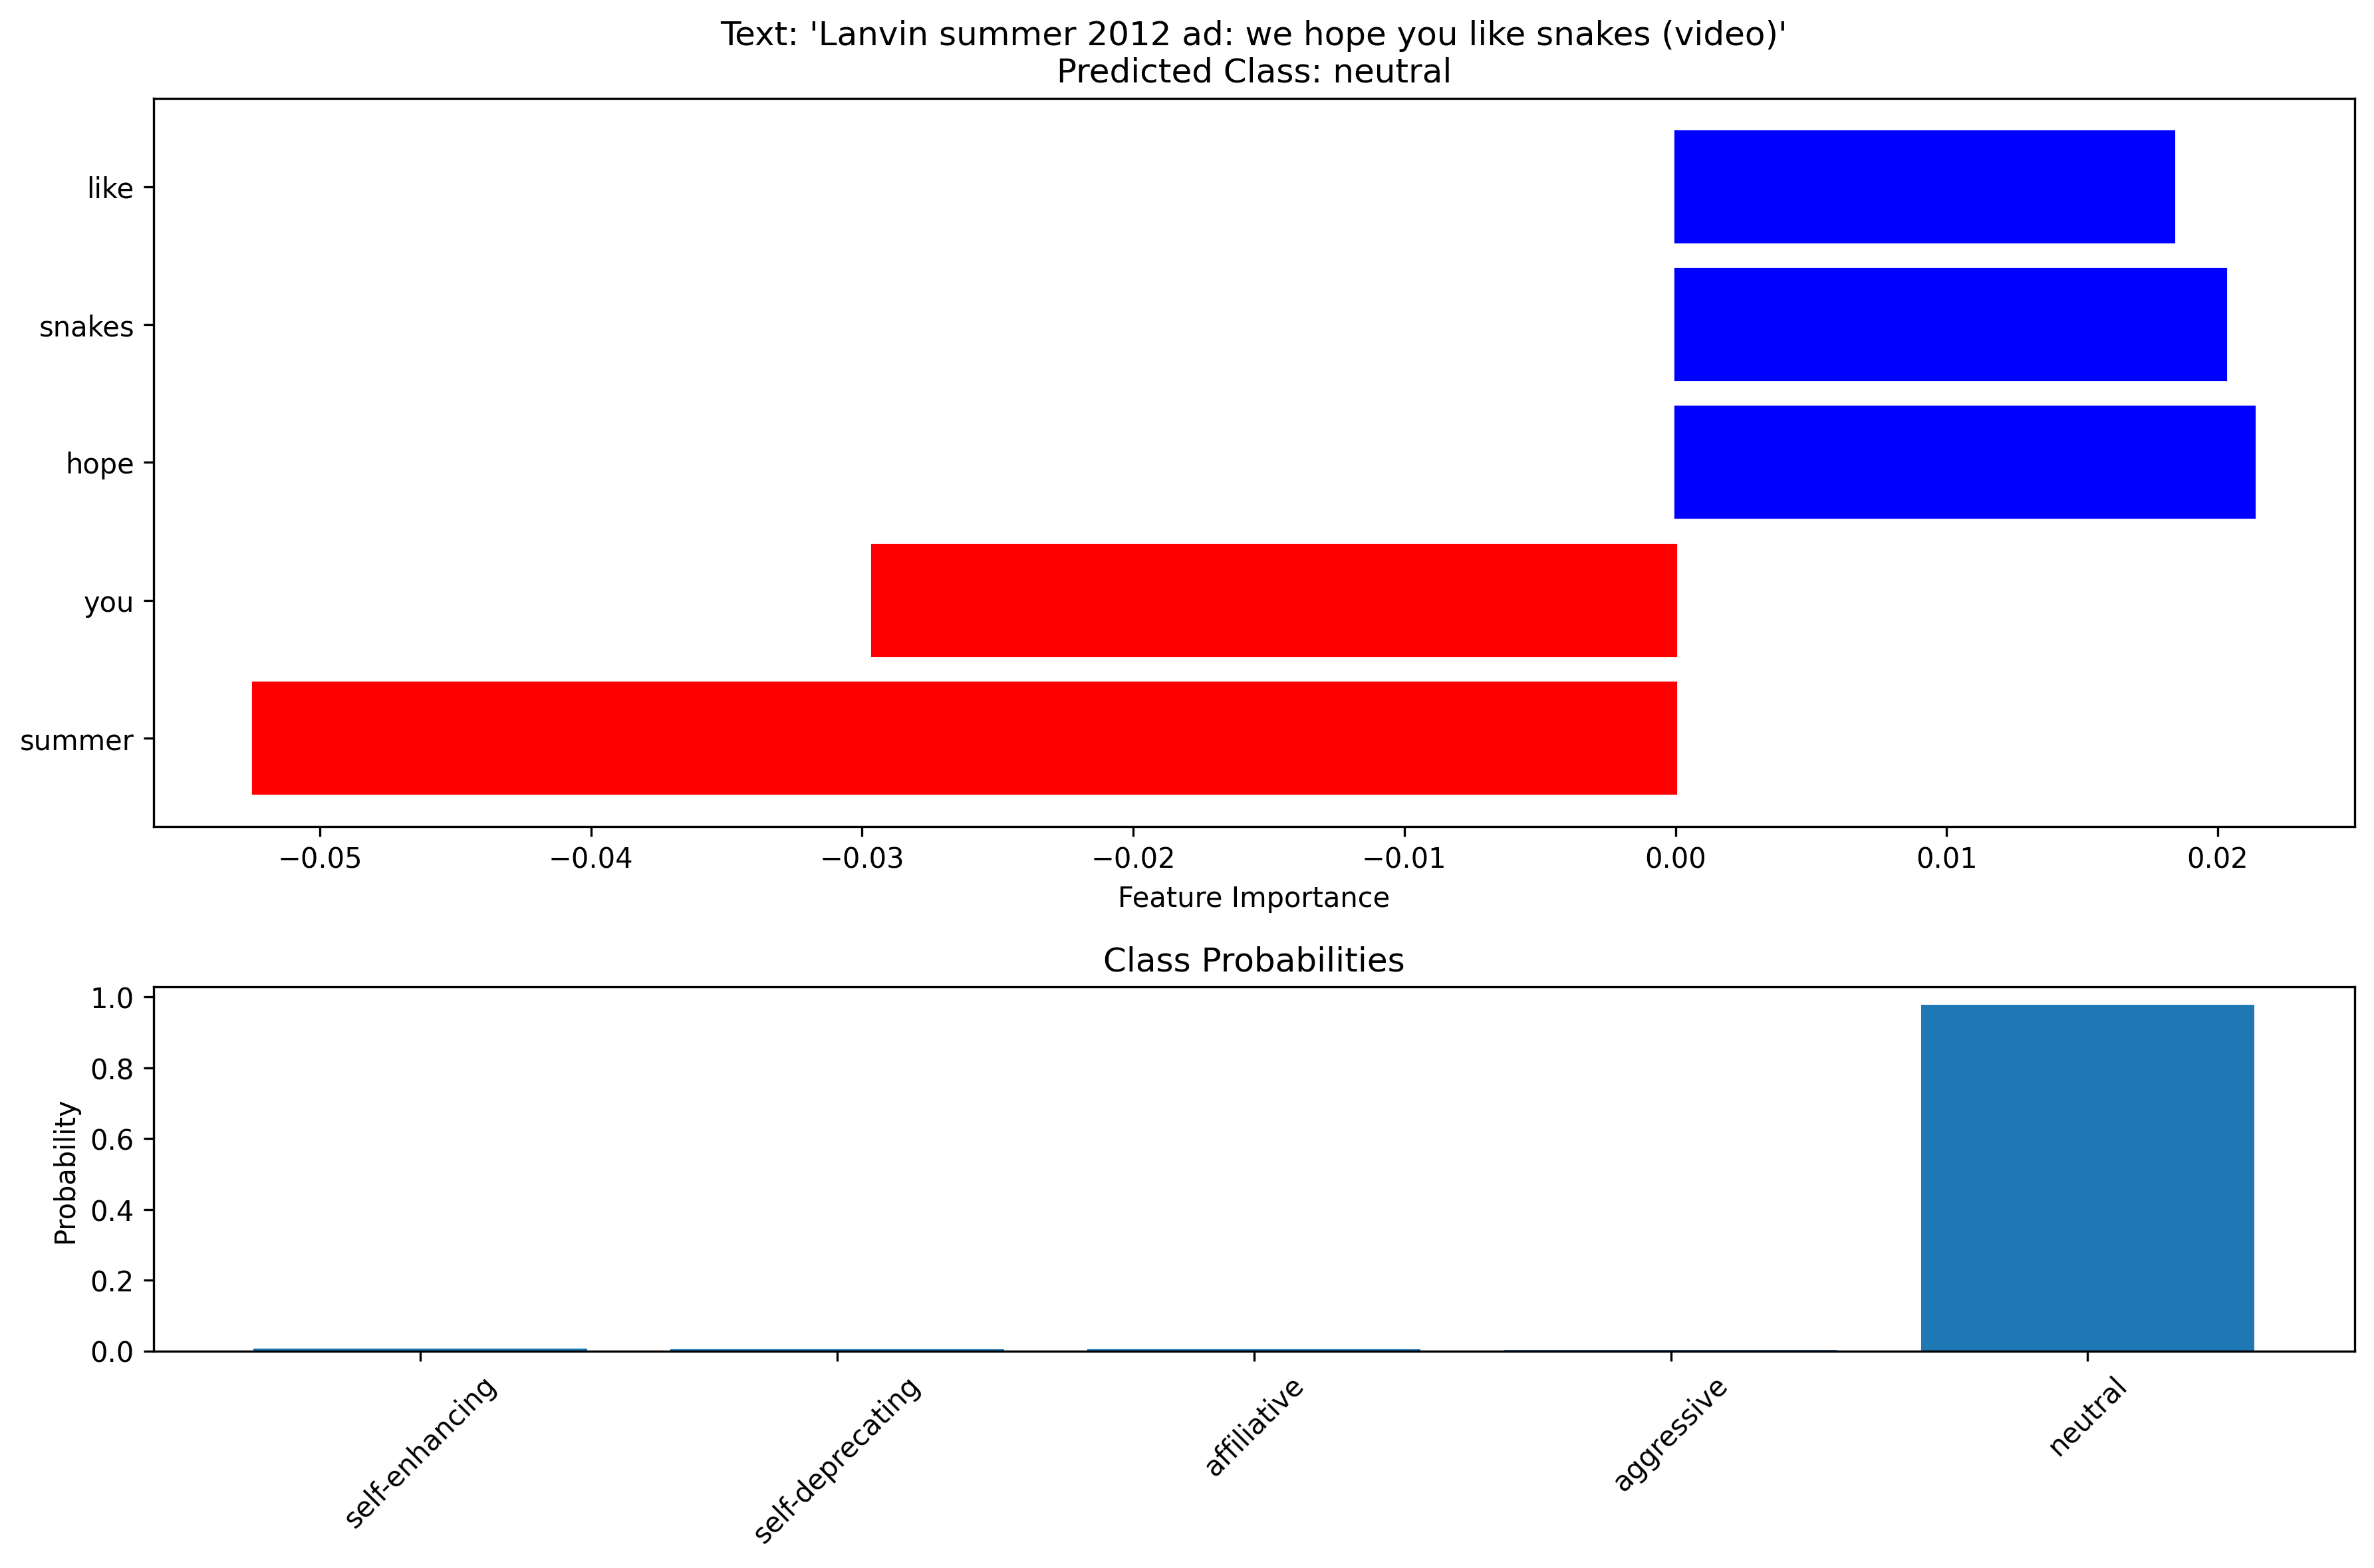 Text: 'Lanvin summer 2012 ad: we hope you like snakes (video)'
Predicted Class: neutral
like
snakes
hope
you
summer
−0.05 −0.04 −0.03 −0.02 −0.01 0.00 0.01 0.02
Feature Importance
Class Probabilities
1.0
0.8
0.6
0.4
0.2
0.0
Probability
self-enhancing
self-deprecating
affiliative
aggressive
neutral